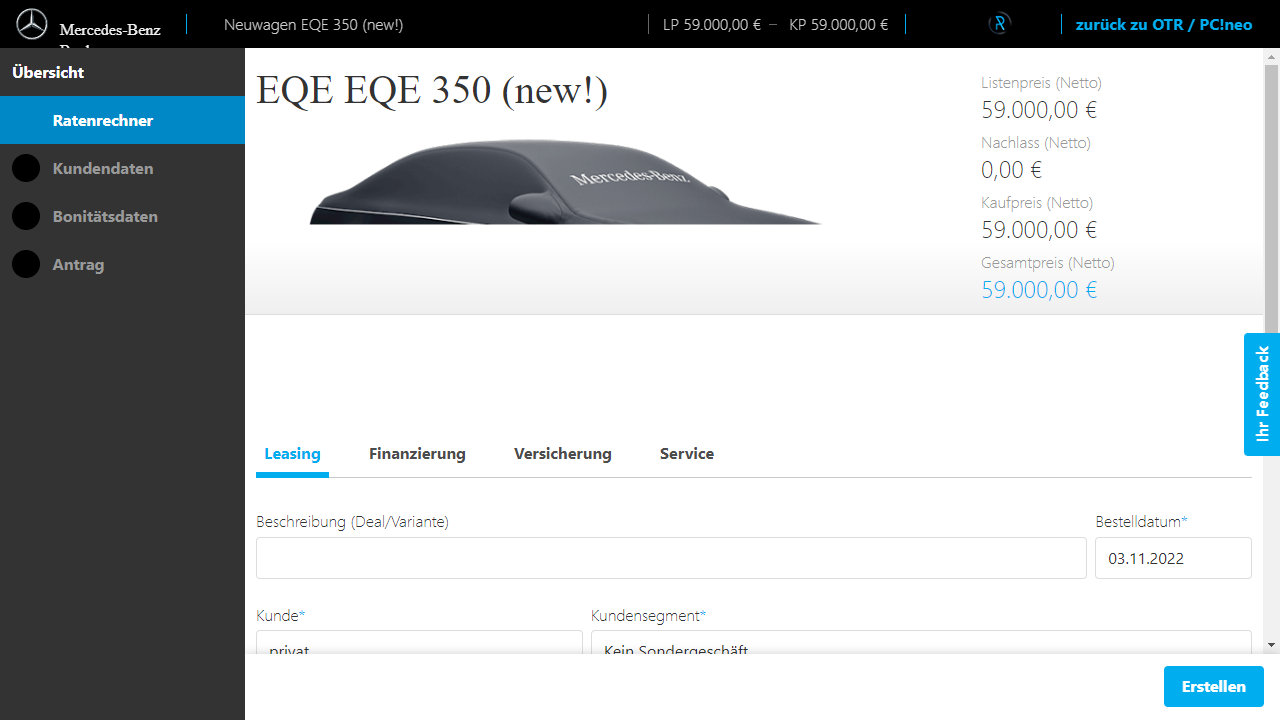 Mercedes-Benz
Neuwagen EQE 350 (new!)
LP 59.000,00 € – KP 59.000,00 €
zurück zu OTR / PC!neo
Übersicht
Ratenrechner
Kundendaten
Bonitätsdaten
Antrag
EQE EQE 350 (new!)
Mercedes-Benz.
Listenpreis (Netto)
59.000,00 €
Nachlass (Netto)
0,00 €
Kaufpreis (Netto)
59.000,00 €
Gesamtpreis (Netto)
59.000,00 €
Ihr Feedback
Leasing Finanzierung Versicherung Service
Beschreibung (Deal/Variante)
Bestelldatum*
03.11.2022
Kunde*
Kundensegment*
privat
Kein Sondergeschäft
Erstellen